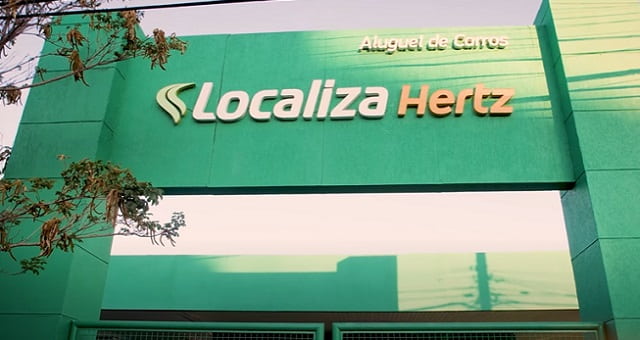 Aluguel de Carros
Localiza Hertz